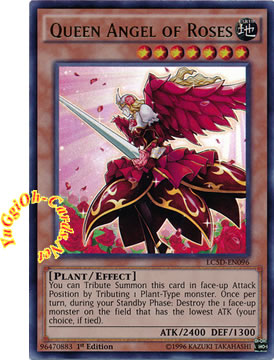 QUEEN ANGEL OF ROSES
LC5D-EN096
[PLANT / EFFECT]
You can Tribute Summon this card in face-up Attack
Position by Tributing 1 Plant-Type monster. Once per
turn, during your Standby Phase: Destroy the 1 face-up
monster on the field that has the lowest ATK (your
choice, if tied).
ATK/2400 DEF/1300
96470883 1st Edition ©1996 KAZUKI TAKAHASHI
YuGiOh-Cards.Net